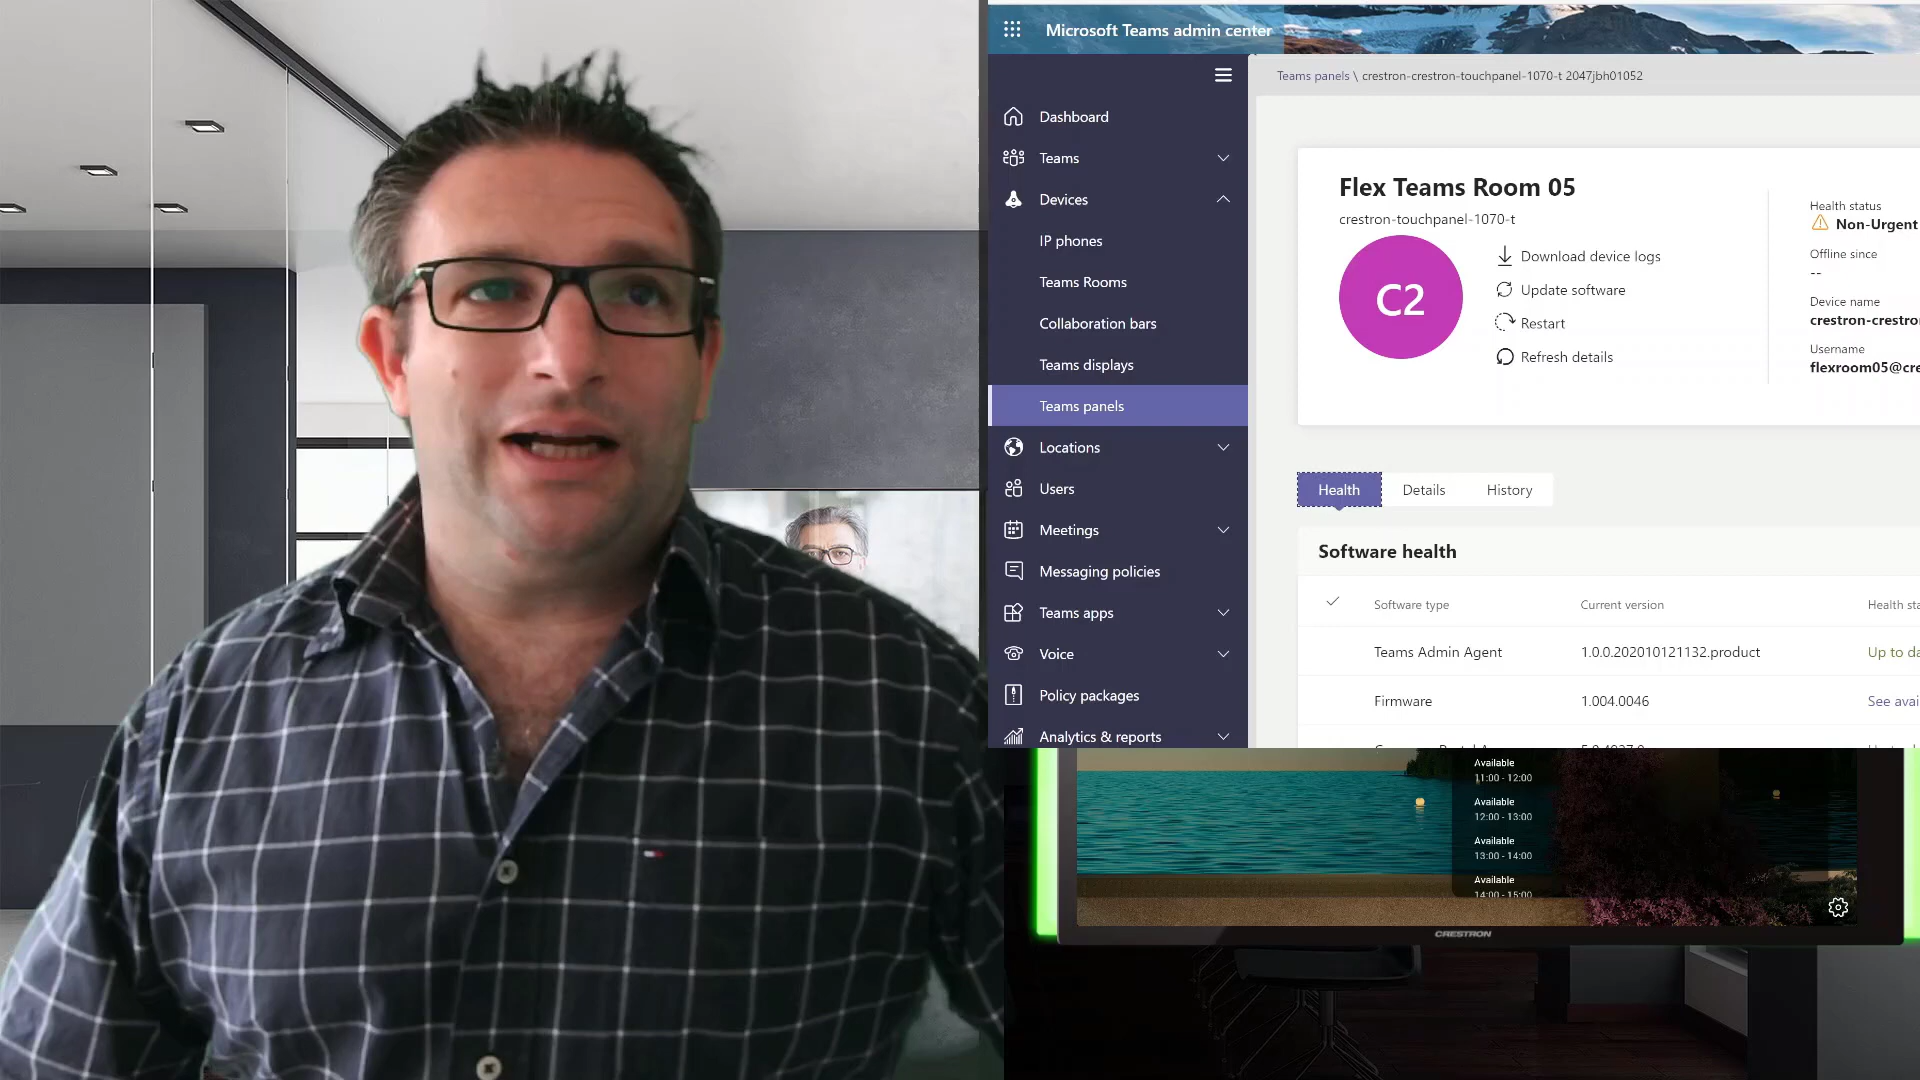 Microsoft Teams admin center
Teams panels \ crestron-crestron-touchpanel-1070-t 2047jbh01052
Dashboard
Teams
Devices
IP phones
Teams Rooms
Collaboration bars
Teams displays
Teams panels
Locations
Users
Meetings
Messaging policies
Teams apps
Voice
Policy packages
Analytics & reports
Flex Teams Room 05
crestron-touchpanel-1070-t
C2
Download device logs
Update software
Restart
Refresh details
Health status
Non-Urgent
Offline since
--
Device name
crestron-crestro
Username
flexroom05@cre
Health Details History
Software health
Software type Current version Health sta
Teams Admin Agent 1.0.0.202010121132.product Up to da
Firmware 1.004.0046 See avai
Available
11:00 - 12:00
Available
12:00 - 13:00
Available
13:00 - 14:00
Available
14:00 - 15:00
CRESTRON